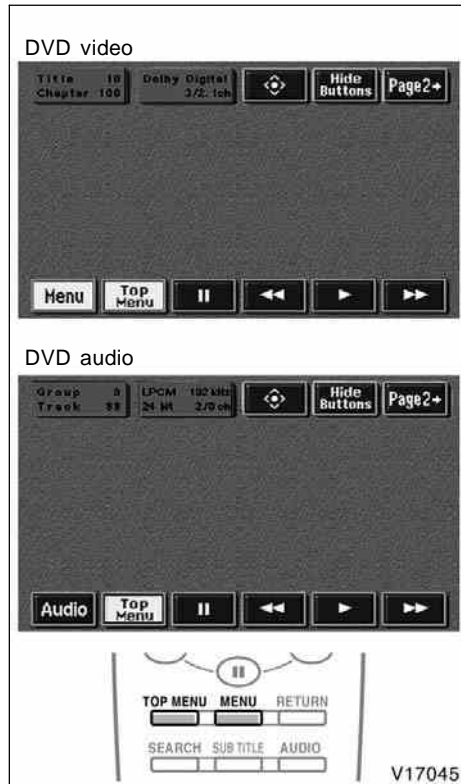 DVD video
Title 10 Dolby Digital Hide Page2
Chapter 100 3/2. 1ch Buttons
Menu Top Menu
DVD audio
Group 9 LPCM 192 kHz Hide Page2
Track 99 24 bit 2/0 ch Buttons
Audio Top Menu
TOP MENU MENU RETURN
SEARCH SUB TITLE AUDIO
V17045